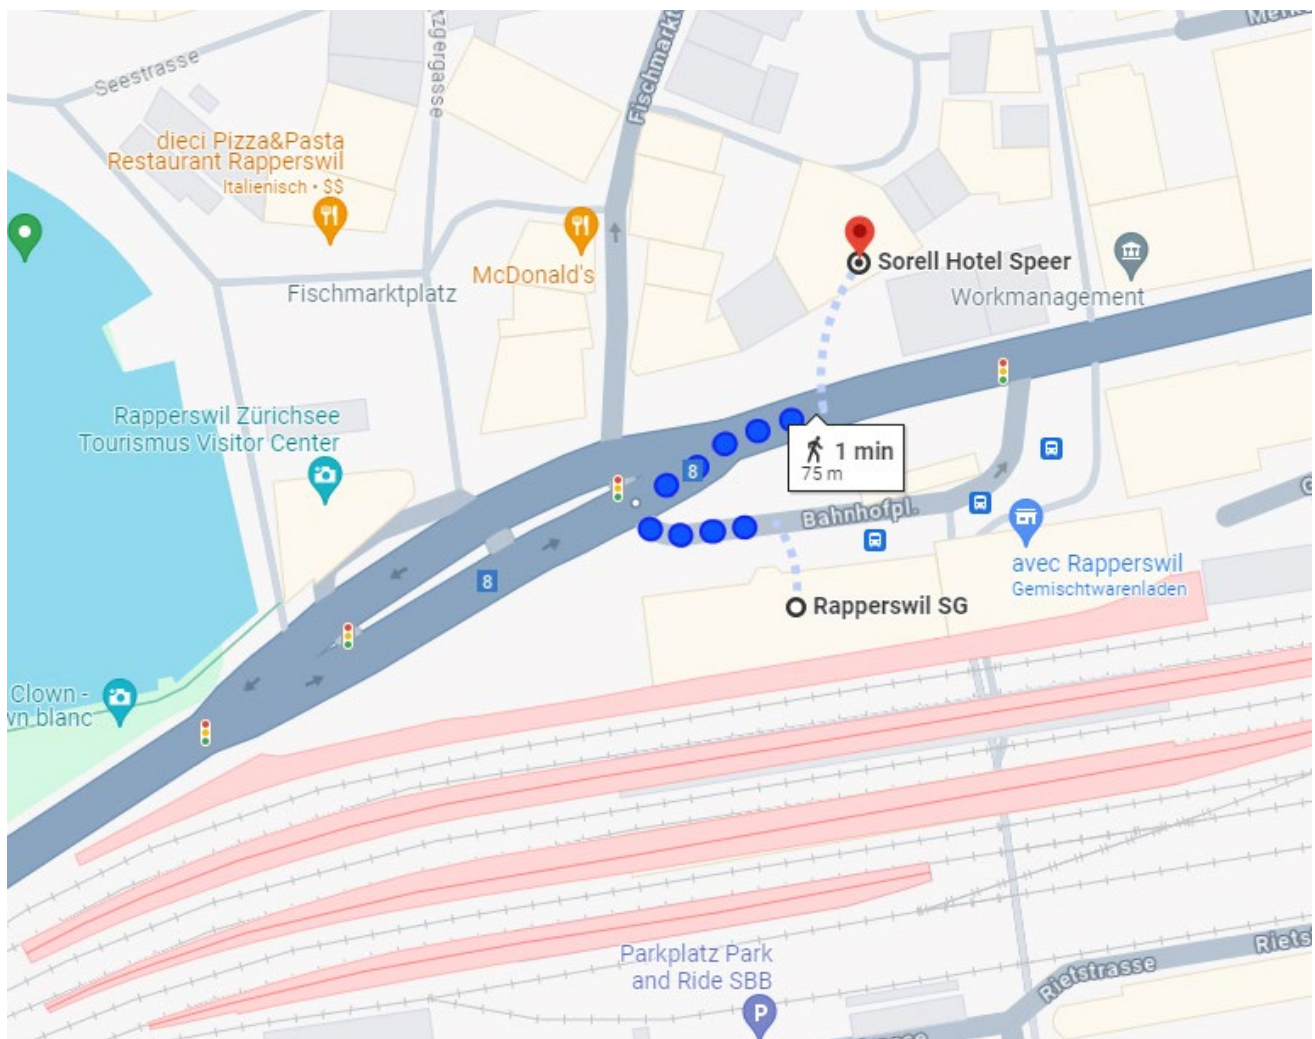 Seestrasse
Fischmarkt
dieci Pizza&Pasta
Restaurant Rapperswil
Italienisch • $$
McDonald's
Fischmarktplatz
Sorell Hotel Speer
Workmanagement
Rapperswil Zürichsee
Tourismus Visitor Center
1 min
75 m
8
8
Bahnhofpl.
avec Rapperswil
Gemischtwarenladen
Rapperswil SG
Clown -
wn blanc
Parkplatz Park
and Ride SBB
P
Rietstrasse
Riets